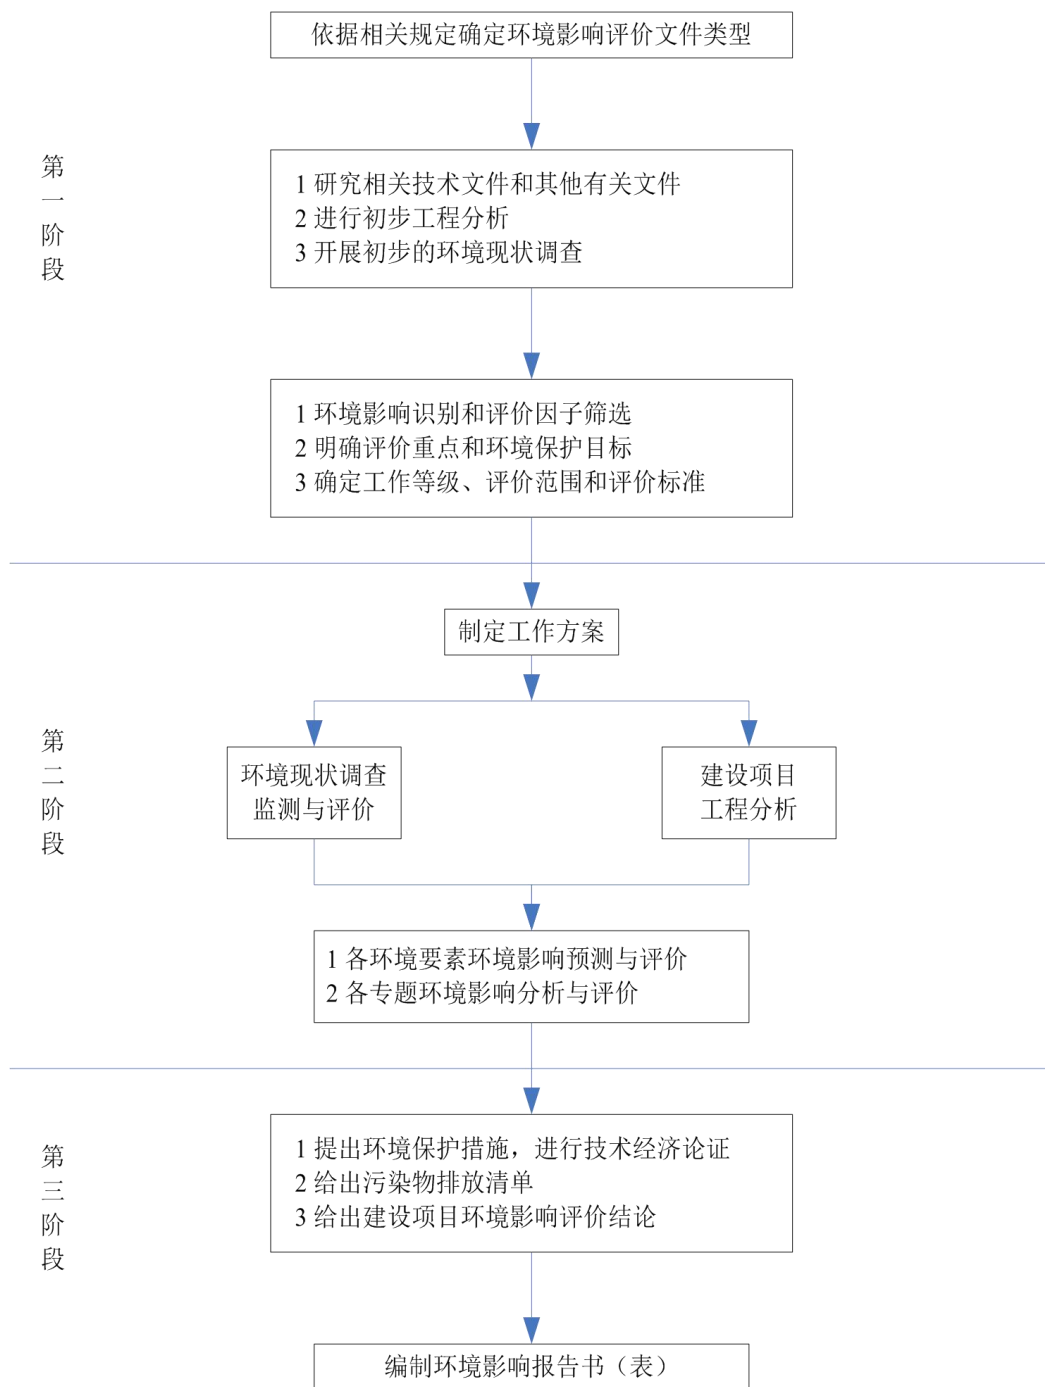 依据相关规定确定环境影响评价文件类型
第一阶段
1 研究相关技术文件和其他有关文件
2 进行初步工程分析
3 开展初步的环境现状调查
1 环境影响识别和评价因子筛选
2 明确评价重点和环境保护目标
3 确定工作等级、评价范围和评价标准
制定工作方案
第二阶段
环境现状调查
监测与评价
建设项目
工程分析
1 各环境要素环境影响预测与评价
2 各专题环境影响分析与评价
第三阶段
1 提出环境保护措施，进行技术经济论证
2 给出污染物排放清单
3 给出建设项目环境影响评价结论
编制环境影响报告书（表）